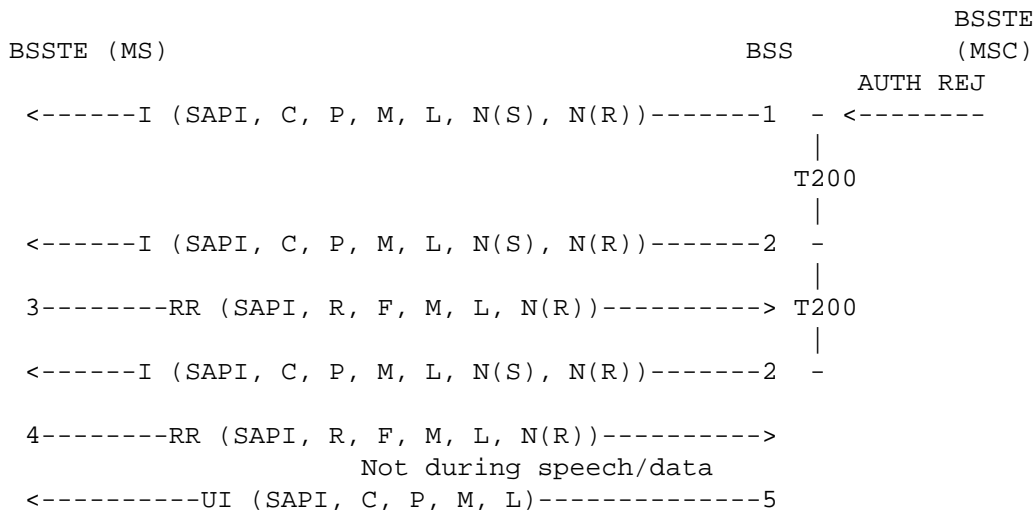 BSSTE
BSSTE (MS) BSS (MSC)
AUTH REJ
<------I (SAPI, C, P, M, L, N(S), N(R))-------1 - <--------
|
T200
|
<------I (SAPI, C, P, M, L, N(S), N(R))-------2 -
|
3--------RR (SAPI, R, F, M, L, N(R))----------> T200
|
<------I (SAPI, C, P, M, L, N(S), N(R))-------2 -
4--------RR (SAPI, R, F, M, L, N(R))---------->
Not during speech/data
<----------UI (SAPI, C, P, M, L)--------------5